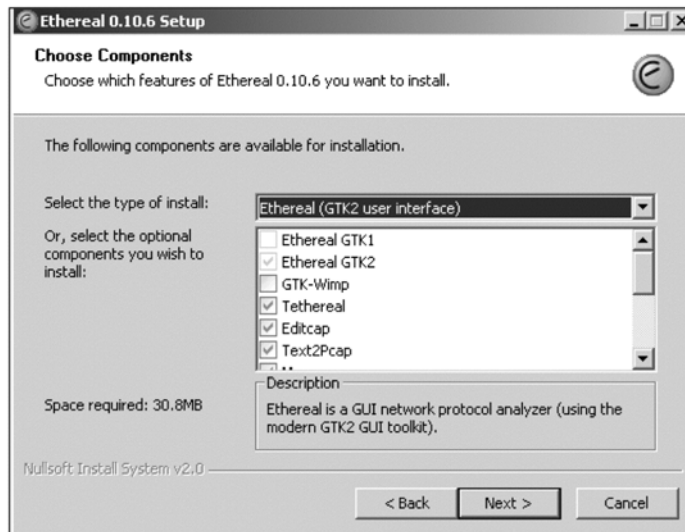 Ethereal 0.10.6 Setup
Choose Components
Choose which features of Ethereal 0.10.6 you want to install.
The following components are available for installation.
Select the type of install:
Ethereal (GTK2 user interface)
Or, select the optional
components you wish to
install:
Ethereal GTK1
Ethereal GTK2
GTK-Wimp
Tethereal
Editcap
Text2Pcap
Space required: 30.8MB
Description
Ethereal is a GUI network protocol analyzer (using the
modern GTK2 GUI toolkit).
Nullsoft Install System v2.0
< Back
Next >
Cancel